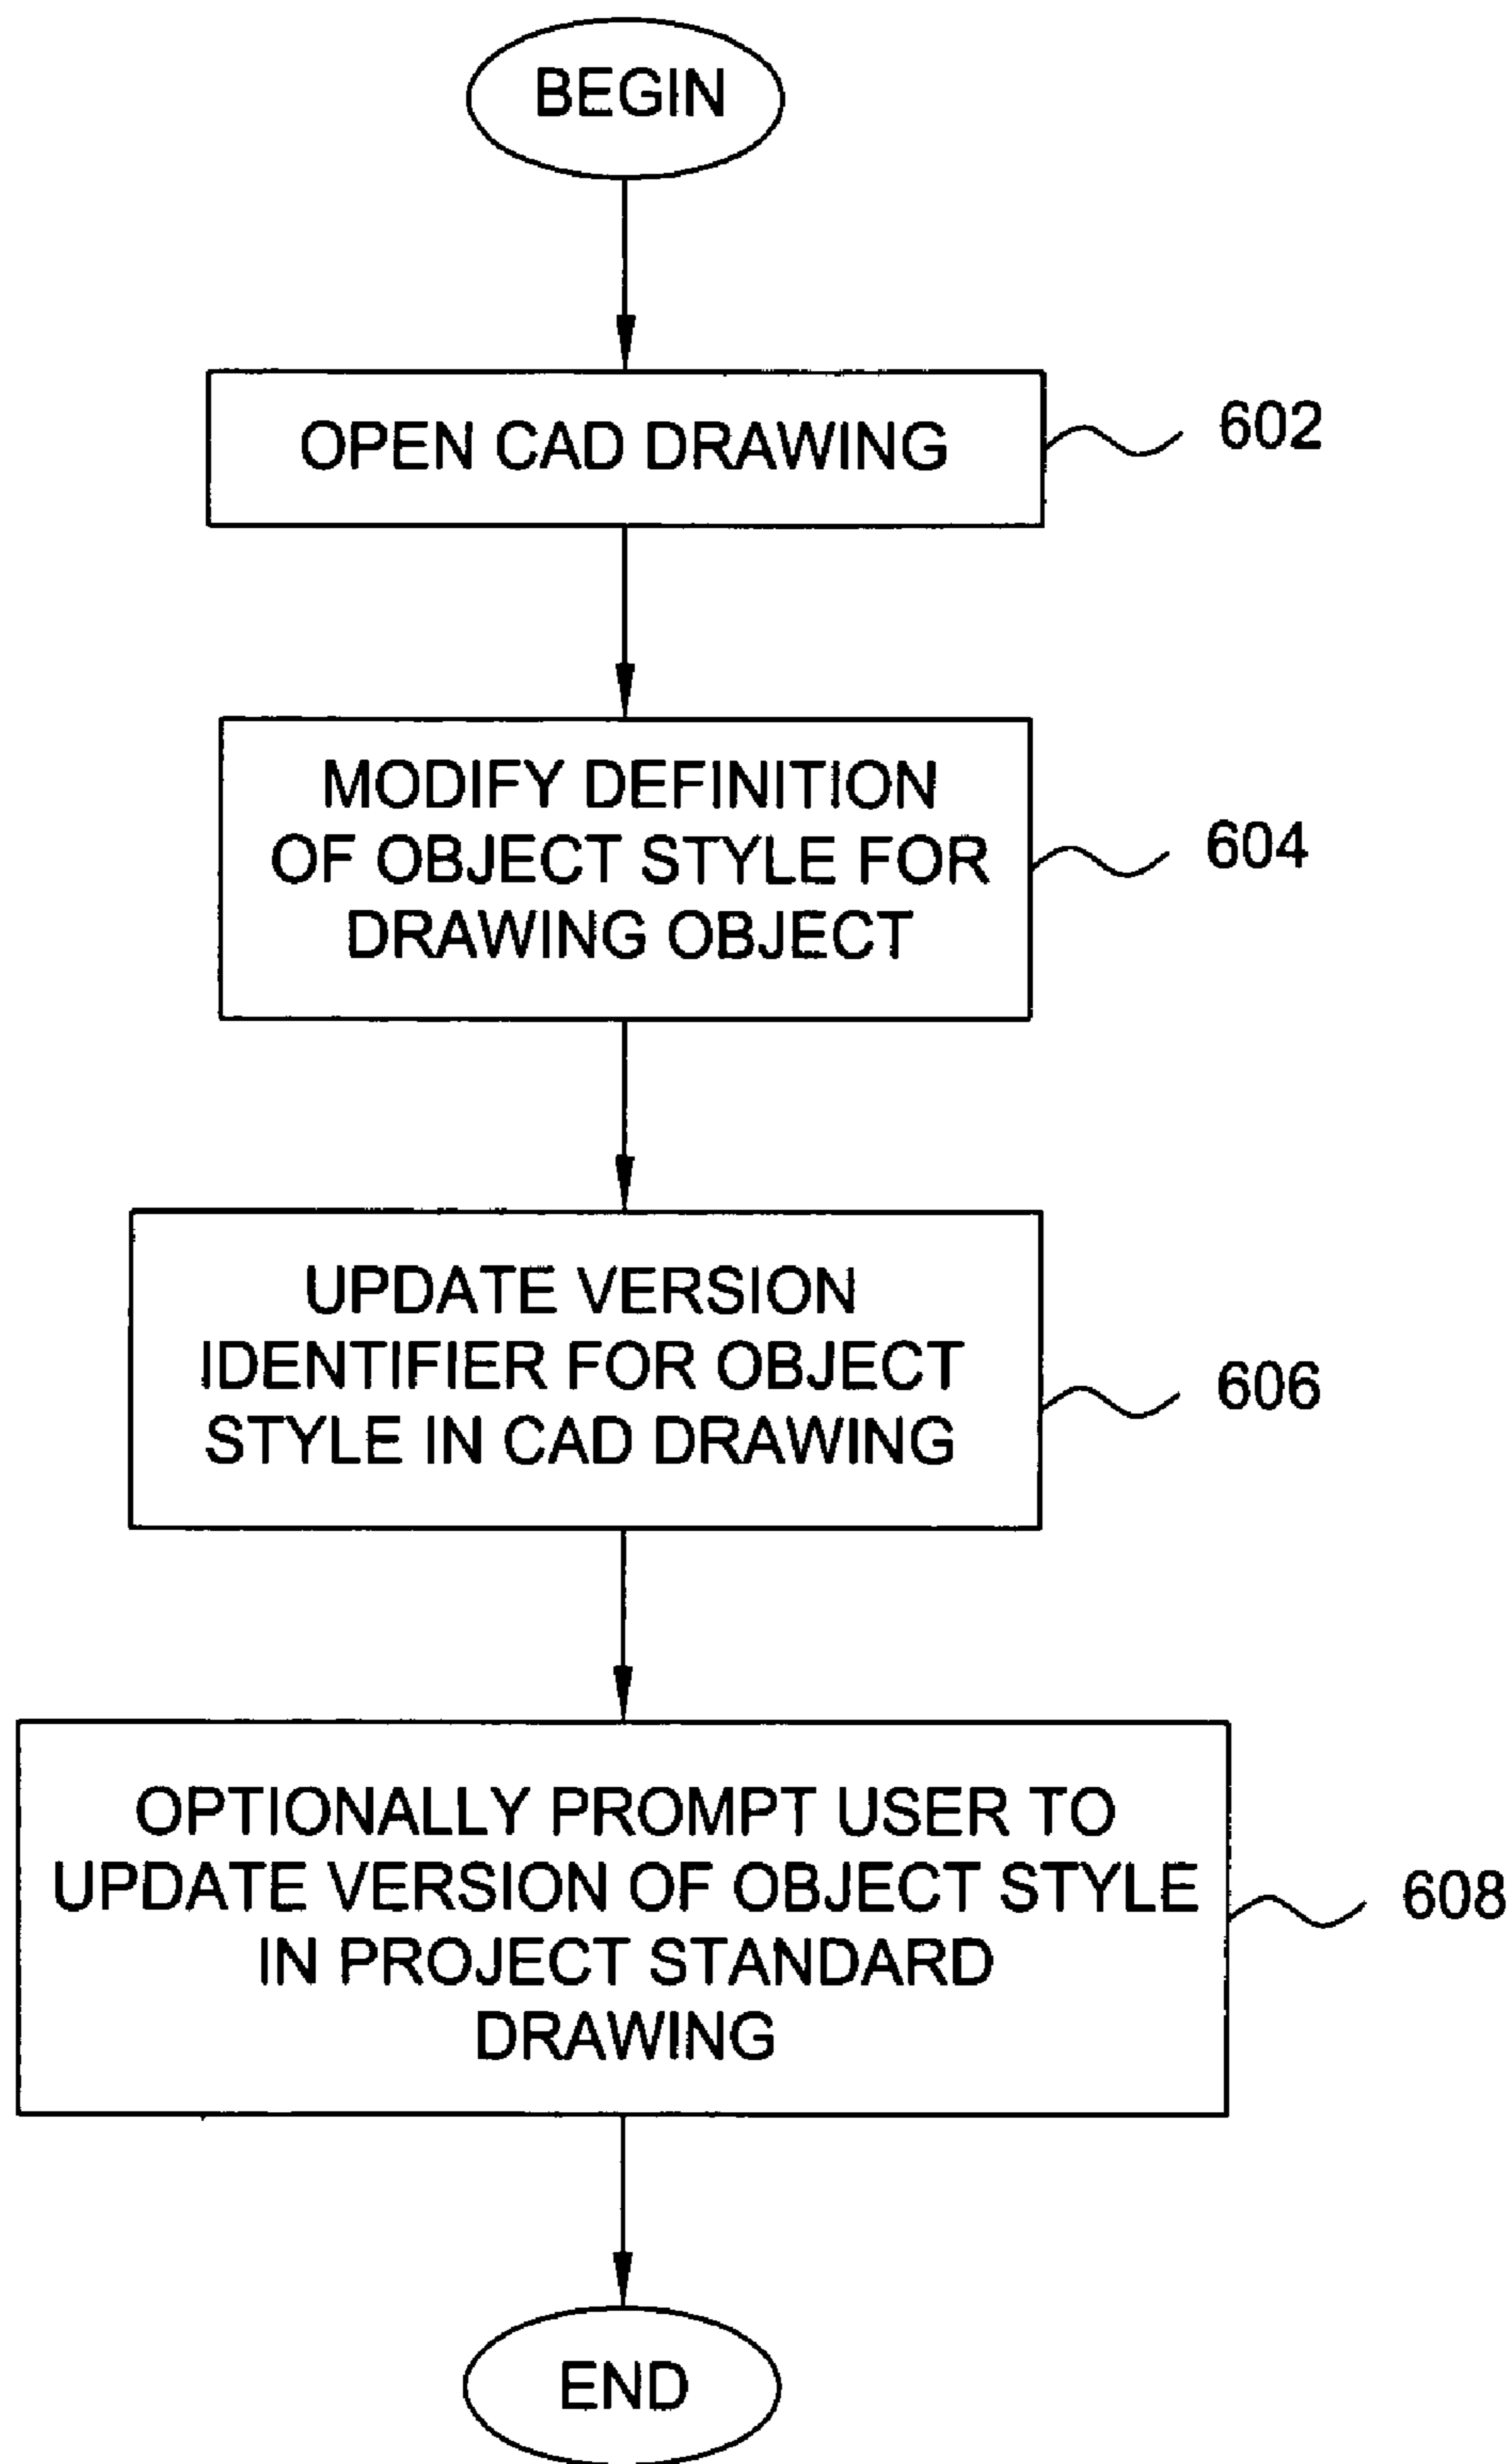 BEGIN
OPEN CAD DRAWING
602
MODIFY DEFINITION
OF OBJECT STYLE FOR
DRAWING OBJECT
604
UPDATE VERSION
IDENTIFIER FOR OBJECT
STYLE IN CAD DRAWING
606
OPTIONALLY PROMPT USER TO
UPDATE VERSION OF OBJECT STYLE
IN PROJECT STANDARD
DRAWING
608
END